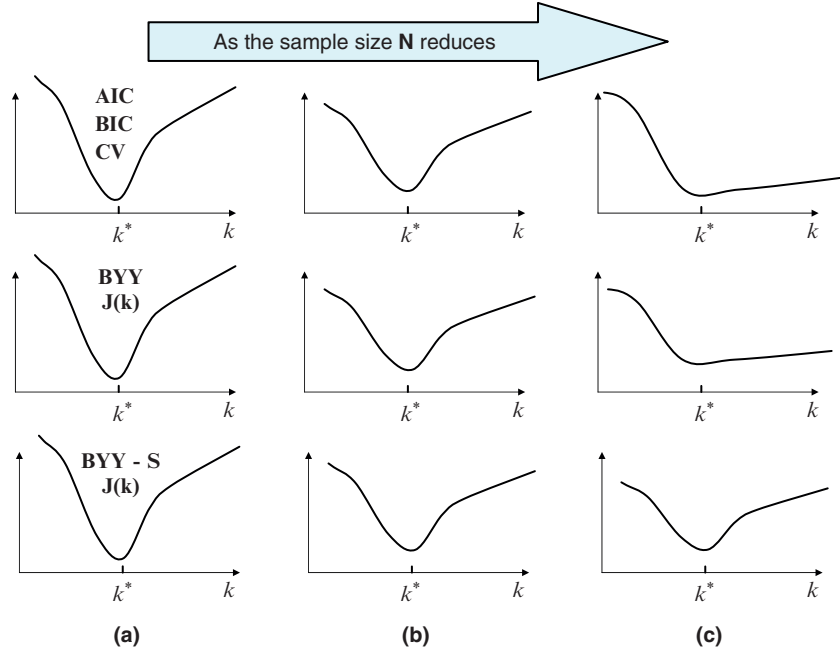 As the sample size N reduces
AIC
BIC
CV
k*
k
k*
k
k*
k
BYY
J(k)
k*
k
k*
k
k*
k
BYY - S
J(k)
k*
k
k*
k
k*
k
(a)
(b)
(c)